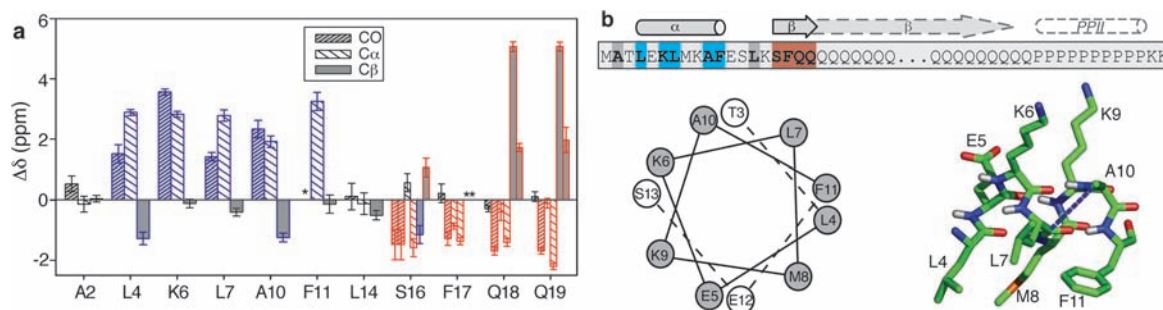 a
Δδ (ppm)
6
4
2
0
-2
CO
Cα
Cβ
*
**
A2 L4 K6 L7 A10 F11 L14 S16 F17 Q18 Q19
b
α β β PPII
MATLEKLMKAFESLKSFQQQQQQQQQQ...QQQQQQQQQPPPPPPPPPPPKK
T3
A10
L7
K6
F11
S13
L4
K9
M8
E5
E12
K6
K9
E5
A10
L4
L7
M8
F11